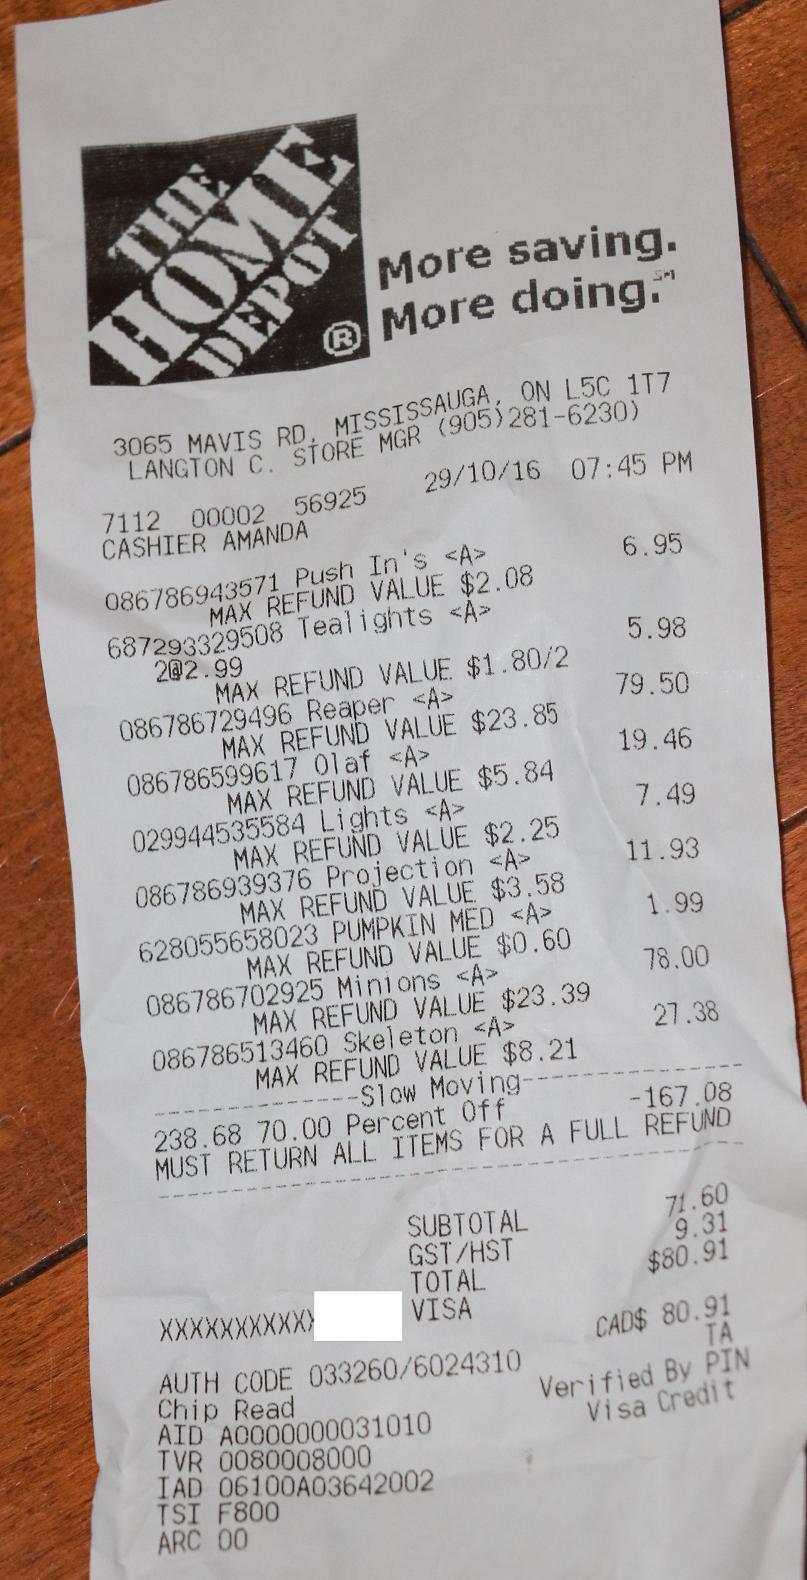 THE
HOME
DEPOT
®
More saving.
More doing.℠
3065 MAVIS RD, MISSISSAUGA, ON L5C 1T7
LANGTON C. STORE MGR (905)281-6230)
7112 00002 56925 29/10/16 07:45 PM
CASHIER AMANDA
086786943571 Push In's <A> 6.95
MAX REFUND VALUE $2.08
687293329508 Tealights <A>
2@2.99 5.98
MAX REFUND VALUE $1.80/2
086786729496 Reaper <A> 79.50
MAX REFUND VALUE $23.85
086786599617 Olaf <A> 19.46
MAX REFUND VALUE $5.84
029944535584 Lights <A> 7.49
MAX REFUND VALUE $2.25
086786939376 Projection <A> 11.93
MAX REFUND VALUE $3.58
628055658023 PUMPKIN MED <A> 1.99
MAX REFUND VALUE $0.60
086786702925 Minions <A> 78.00
MAX REFUND VALUE $23.39
086786513460 Skeleton <A> 27.38
MAX REFUND VALUE $8.21
-------------Slow Moving--------------
238.68 70.00 Percent Off -167.08
MUST RETURN ALL ITEMS FOR A FULL REFUND
SUBTOTAL 71.60
GST/HST 9.31
TOTAL $80.91
XXXXXXXXXXX VISA
CAD$ 80.91
TA
AUTH CODE 033260/6024310
Verified By PIN
Chip Read
Visa Credit
AID A0000000031010
TVR 0080008000
IAD 06100A03642002
TSI F800
ARC 00